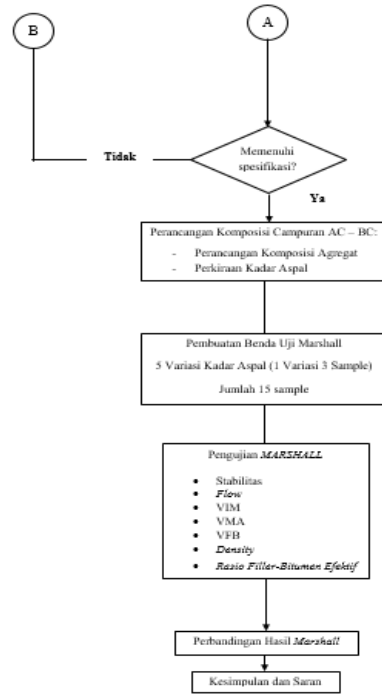 B
A
Memenuhi
spesifikasi?
Tidak
Ya
Perancangan Komposisi Campuran AC – BC:
- Perancangan Komposisi Agregat
- Perkiraan Kadar Aspal
Pembuatan Benda Uji Marshall
5 Variasi Kadar Aspal (1 Variasi 3 Sample)
Jumlah 15 sample
Pengujian MARSHALL
• Stabilitas
• Flow
• VIM
• VMA
• VFB
• Density
• Rasio Filler-Bitumen Efektif
Perbandingan Hasil Marshall
Kesimpulan dan Saran